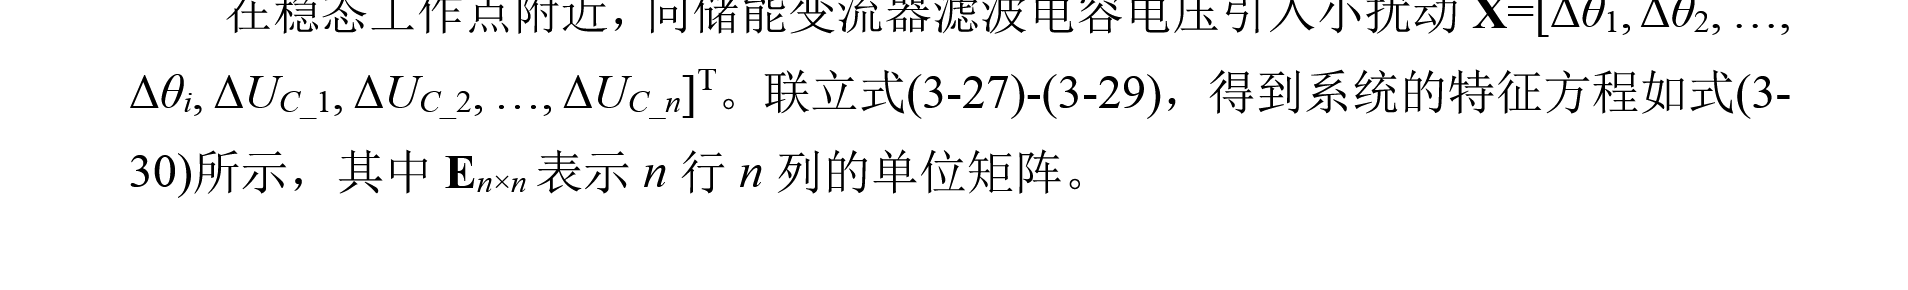 在稳态工作点附近，向储能变流器滤波电容电压引入小扰动 X=[Δθ1, Δθ2, …,
Δθi, ΔUC_1, ΔUC_2, …, ΔUC_n]T。联立式(3-27)-(3-29)，得到系统的特征方程如式(3-
30)所示，其中 En×n 表示 n 行 n 列的单位矩阵。